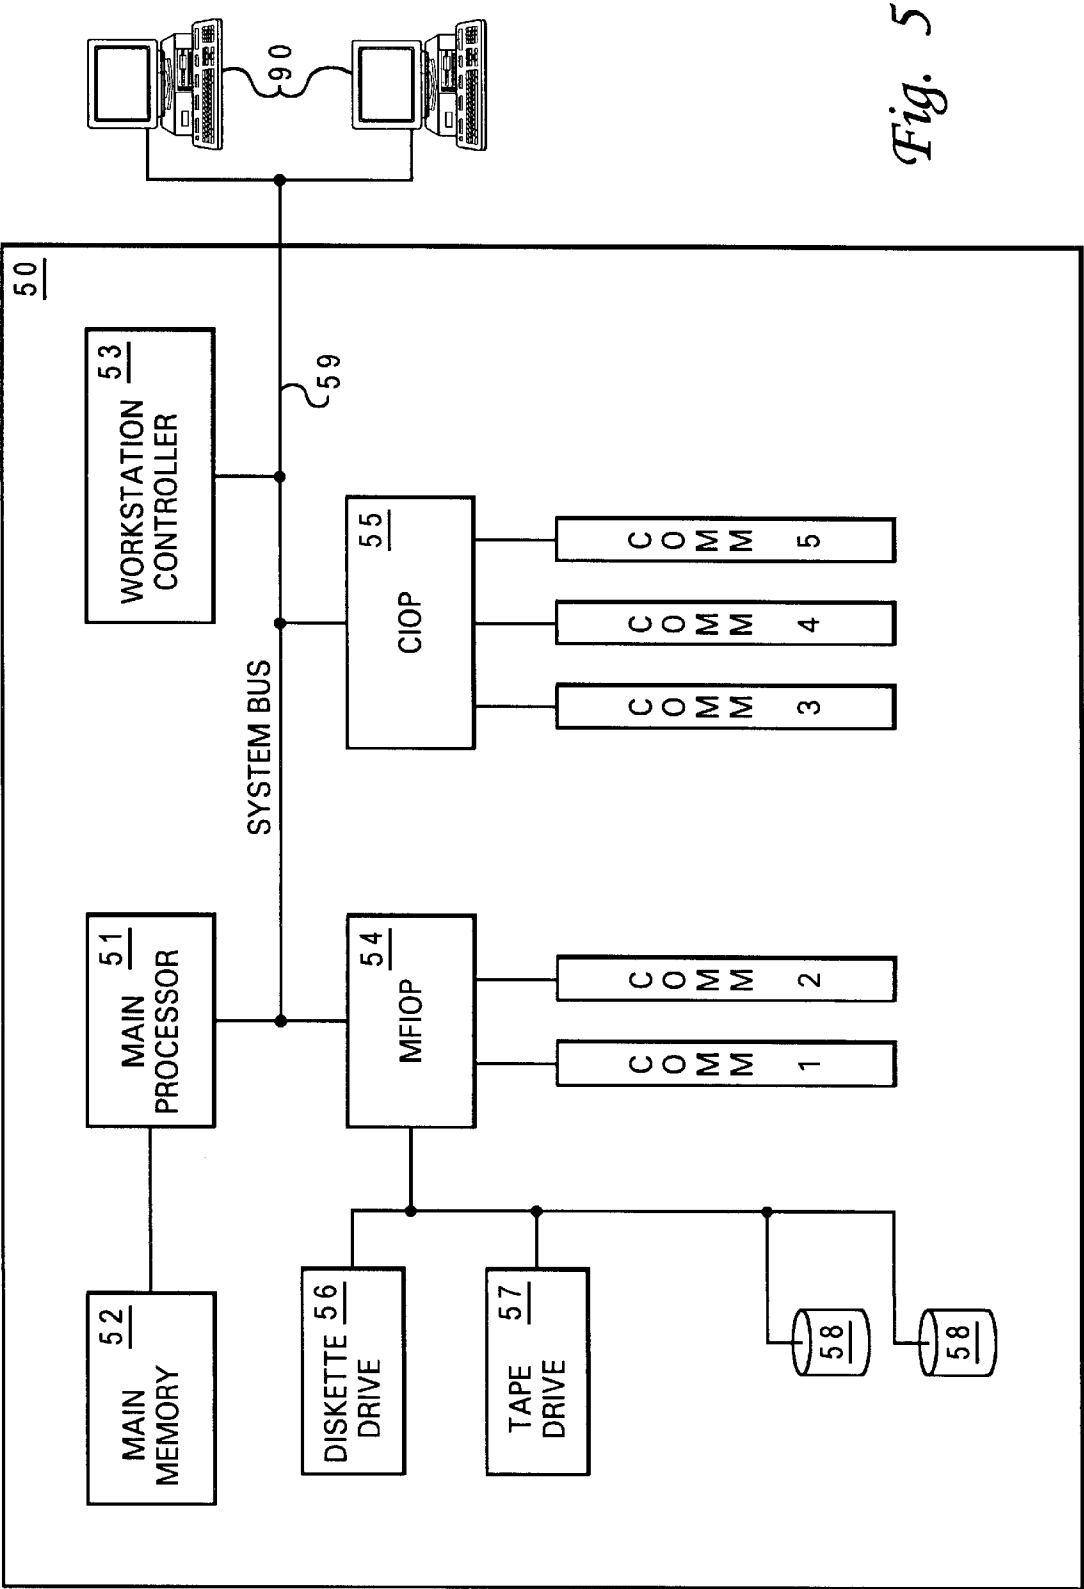 50
MAIN
MEMORY
52
MAIN
PROCESSOR
51
WORKSTATION
CONTROLLER
53
SYSTEM BUS
59
90
DISKETTE
DRIVE
56
TAPE
DRIVE
57
58
58
MFIOP
54
CIOP
55
COMM 1
COMM 2
COMM 3
COMM 4
COMM 5
Fig. 5